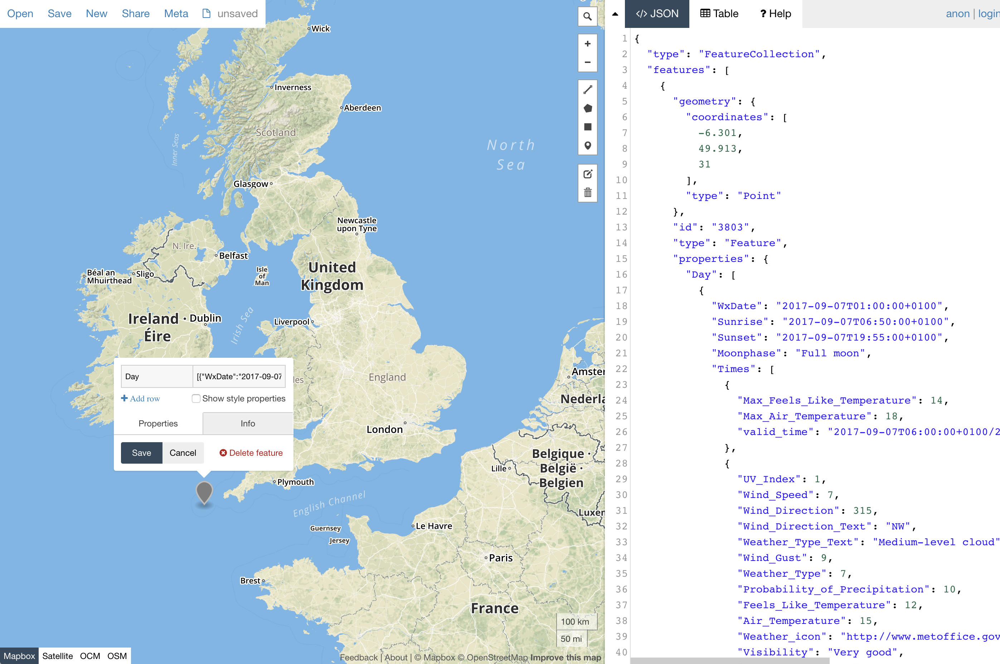 Open Save New Share Meta unsaved
Wick
Inverness
Aberdeen
Scotland
Inner Seas
North
Sea
Glasgow
Newcastle
upon Tyne
N. Ire.
Belfast
Isle
of
Man
Béal an
Mhuirthead
Sligo
United
Kingdom
Ireland
Éire
Dublin
Irish Sea
Liverpool
England
les
Amster
Nederla
London
Belgique ·
België ·
Belgien
Lille
Luxem
Plymouth
English Channel
Guernsey
Jersey
Le Havre
Paris
Brest
France
Day [{"WxDate":"2017-09-07
Add row Show style properties
Properties Info
Save Cancel Delete feature
100 km
50 mi
Mapbox Satellite OCM OSM
Feedback | About | © Mapbox © OpenStreetMap Improve this map
</> JSON Table ? Help anon | login
1 {
2 "type": "FeatureCollection",
3 "features": [
4 {
5 "geometry": {
6 "coordinates": [
7 -6.301,
8 49.913,
9 31
10 ],
11 "type": "Point"
12 },
13 "id": "3803",
14 "type": "Feature",
15 "properties": {
16 "Day": [
17 {
18 "WxDate": "2017-09-07T01:00:00+0100",
19 "Sunrise": "2017-09-07T06:50:00+0100",
20 "Sunset": "2017-09-07T19:55:00+0100",
21 "Moonphase": "Full moon",
22 "Times": [
23 {
24 "Max_Feels_Like_Temperature": 14,
25 "Max_Air_Temperature": 18,
26 "valid_time": "2017-09-07T06:00:00+0100/2
27 },
28 {
29 "UV_Index": 1,
30 "Wind_Speed": 7,
31 "Wind_Direction": 315,
32 "Wind_Direction_Text": "NW",
33 "Weather_Type_Text": "Medium-level cloud"
34 "Wind_Gust": 9,
35 "Weather_Type": 7,
36 "Probability_of_Precipitation": 10,
37 "Feels_Like_Temperature": 12,
38 "Air_Temperature": 15,
39 "Weather_icon": "http://www.metoffice.gov
40 "Visibility": "Very good",